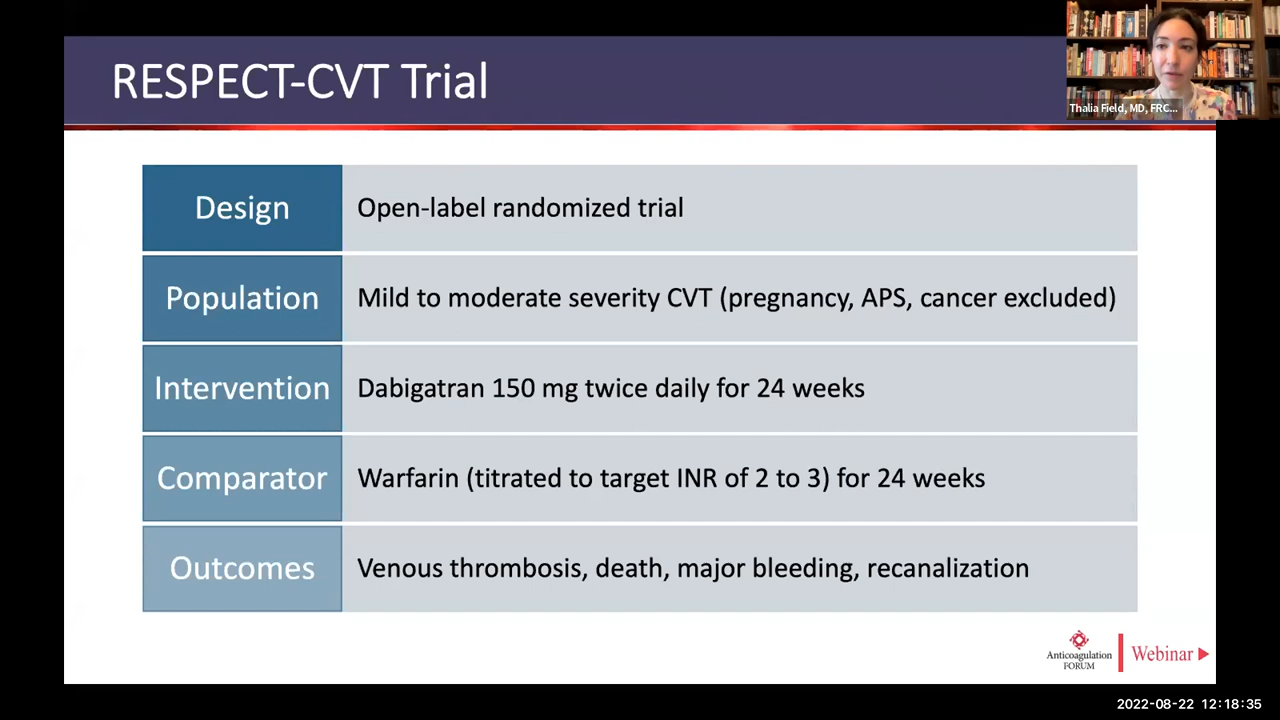 RESPECT-CVT Trial
Thalia Field, MD, FRC...
Design
Open-label randomized trial
Population
Mild to moderate severity CVT (pregnancy, APS, cancer excluded)
Intervention
Dabigatran 150 mg twice daily for 24 weeks
Comparator
Warfarin (titrated to target INR of 2 to 3) for 24 weeks
Outcomes
Venous thrombosis, death, major bleeding, recanalization
Anticoagulation
FORUM
Webinar
2022-08-22 12:18:35